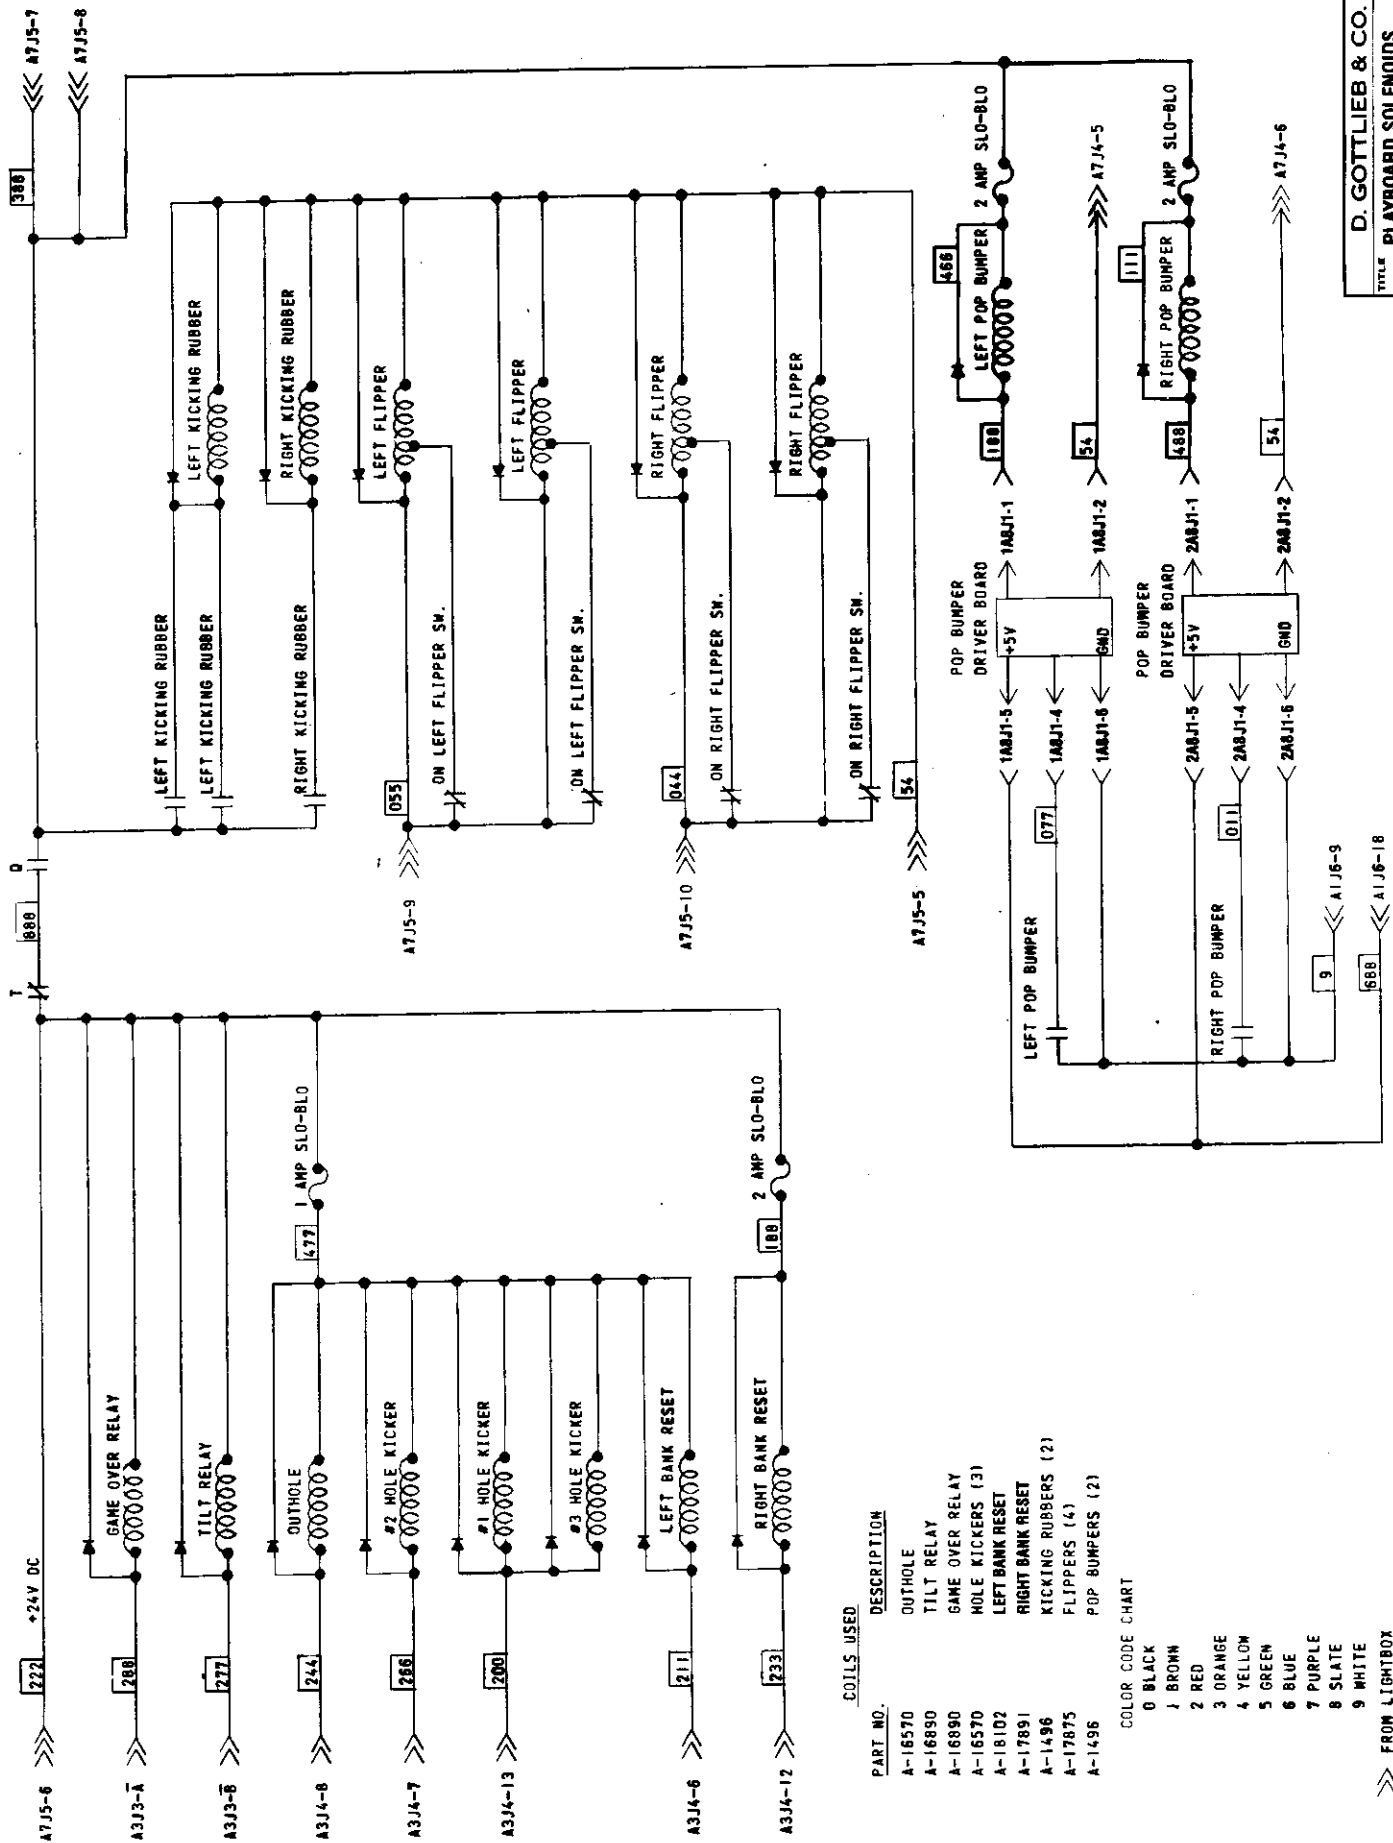 A7J5-6
222
+24V DC
T
888
Q
388
A7J5-7
A7J5-8
A3J3-A
288
GAME OVER RELAY
A3J3-B
277
TILT RELAY
A3J4-8
244
OUTHOLE
477
1 AMP SLO-BLO
A3J4-7
266
#2 HOLE KICKER
A3J4-13
200
#1 HOLE KICKER
#3 HOLE KICKER
A3J4-6
211
LEFT BANK RESET
A3J4-12
233
RIGHT BANK RESET
188
2 AMP SLO-BLO
LEFT KICKING RUBBER
LEFT KICKING RUBBER
LEFT KICKING RUBBER
RIGHT KICKING RUBBER
RIGHT KICKING RUBBER
A7J5-9
055
LEFT FLIPPER
ON LEFT FLIPPER SW.
LEFT FLIPPER
ON LEFT FLIPPER SW.
A7J5-10
044
RIGHT FLIPPER
ON RIGHT FLIPPER SW.
RIGHT FLIPPER
ON RIGHT FLIPPER SW.
A7J5-5
54
POP BUMPER
DRIVER BOARD
+5V
GND
1A8J1-5
1A8J1-4
1A8J1-6
1A8J1-1
1A8J1-2
188
466
LEFT POP BUMPER
2 AMP SLO-BLO
54
A7J4-5
LEFT POP BUMPER
077
POP BUMPER
DRIVER BOARD
+5V
GND
2A8J1-5
2A8J1-4
2A8J1-6
2A8J1-1
2A8J1-2
488
111
RIGHT POP BUMPER
2 AMP SLO-BLO
54
A7J4-6
RIGHT POP BUMPER
011
9
A1J6-9
688
A1J6-18
COILS USED
PART NO. DESCRIPTION
A-16570 OUTHOLE
A-16890 TILT RELAY
A-16890 GAME OVER RELAY
A-16570 HOLE KICKERS (3)
A-18102 LEFT BANK RESET
A-17891 RIGHT BANK RESET
A-1496 KICKING RUBBERS (2)
A-17875 FLIPPERS (4)
A-1496 POP BUMPERS (2)
COLOR CODE CHART
0 BLACK
1 BROWN
2 RED
3 ORANGE
4 YELLOW
5 GREEN
6 BLUE
7 PURPLE
8 SLATE
9 WHITE
>> FROM LIGHTBOX
D. GOTTLIEB & CO.
TITLE PLAYBOARD SOLENOIDS